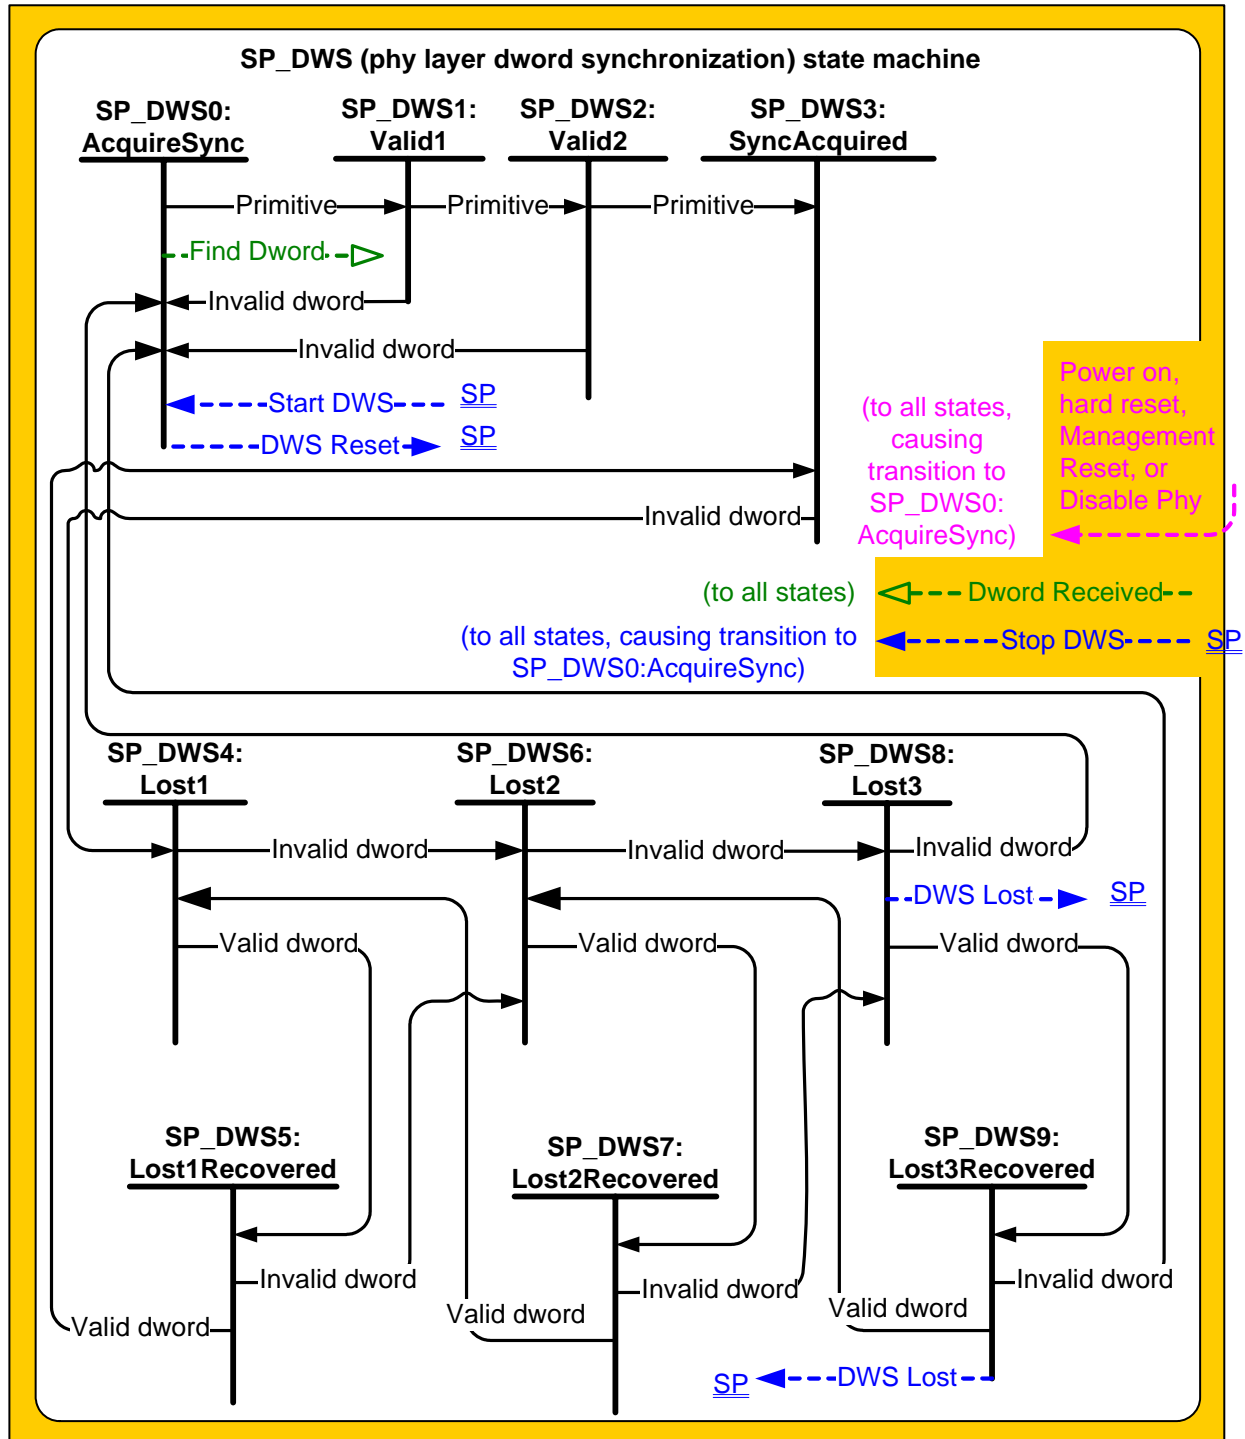 SP_DWS (phy layer dword synchronization) state machine
SP_DWS0:
AcquireSync
SP_DWS1:
Valid1
SP_DWS2:
Valid2
SP_DWS3:
SyncAcquired
Primitive
Primitive
Primitive
Find Dword
Invalid dword
Invalid dword
Start DWS
SP
DWS Reset
SP
Invalid dword
(to all states,
causing
transition to
SP_DWS0:
AcquireSync)
Power on,
hard reset,
Management
Reset, or
Disable Phy
(to all states)
Dword Received
(to all states, causing transition to
SP_DWS0:AcquireSync)
Stop DWS
SP
SP_DWS4:
Lost1
SP_DWS6:
Lost2
SP_DWS8:
Lost3
Invalid dword
Invalid dword
Invalid dword
DWS Lost
SP
Valid dword
Valid dword
Valid dword
SP_DWS5:
Lost1Recovered
SP_DWS7:
Lost2Recovered
SP_DWS9:
Lost3Recovered
Invalid dword
Invalid dword
Invalid dword
Valid dword
Valid dword
Valid dword
SP
DWS Lost